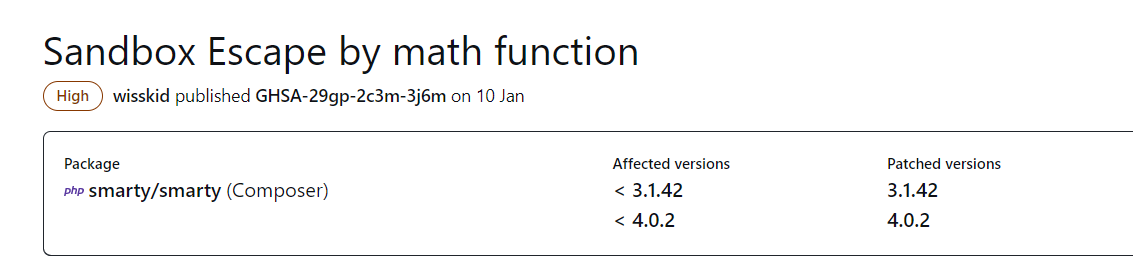 Sandbox Escape by math function
High wisskid published GHSA-29gp-2c3m-3j6m on 10 Jan
Package Affected versions Patched versions
php smarty/smarty (Composer) < 3.1.42 3.1.42
< 4.0.2 4.0.2